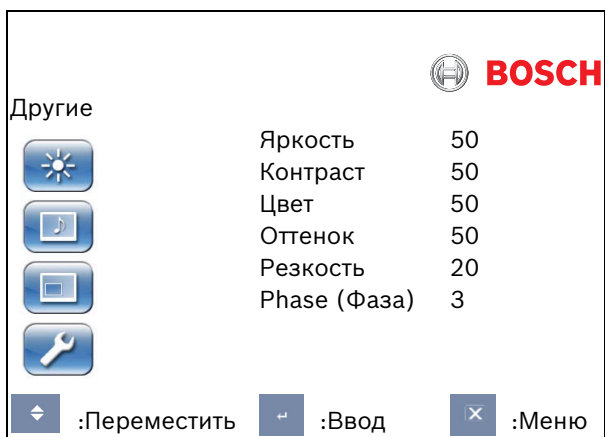 BOSCH
Другие
Яркость 50
Контраст 50
Цвет 50
Оттенок 50
Резкость 20
Phase (Фаза) 3
:Переместить :Ввод :Меню